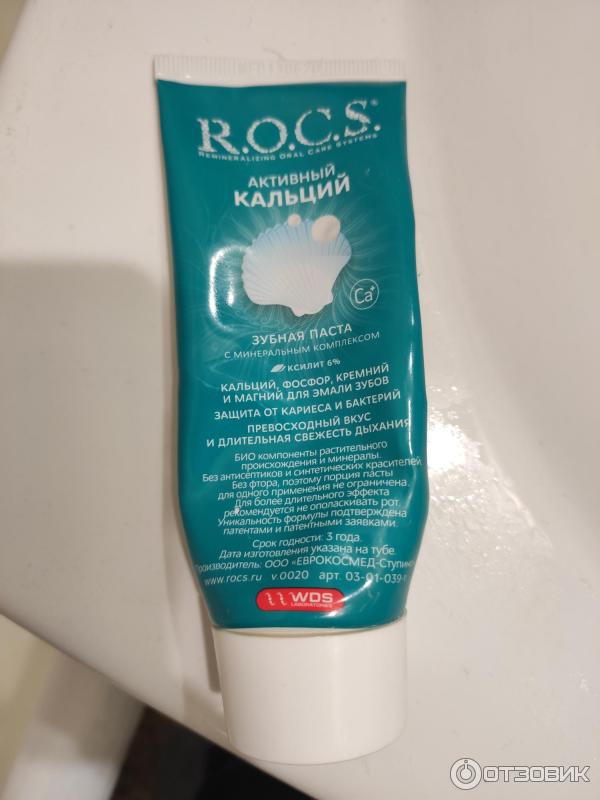 R.O.C.S.®
REMINERALIZING ORAL CARE SYSTEMS
АКТИВНЫЙ
КАЛЬЦИЙ
Ca+
ЗУБНАЯ ПАСТА
С МИНЕРАЛЬНЫМ КОМПЛЕКСОМ
КСИЛИТ 6%
КАЛЬЦИЙ, ФОСФОР, КРЕМНИЙ
И МАГНИЙ ДЛЯ ЭМАЛИ ЗУБОВ
ЗАЩИТА ОТ КАРИЕСА И БАКТЕРИЙ
ПРЕВОСХОДНЫЙ ВКУС
И ДЛИТЕЛЬНАЯ СВЕЖЕСТЬ ДЫХАНИЯ
БИО компоненты растительного
происхождения и минералы.
Без антисептиков и синтетических красителей
Без фтора, поэтому порция пасты
для одного применения не ограничена.
Для более длительного эффекта
рекомендуется не ополаскивать рот.
Уникальность формулы подтверждена
патентами и патентными заявками.
Срок годности: 3 года.
Дата изготовления указана на тубе.
Производитель: ООО «ЕВРОКОСМЕД-Ступино
www.rocs.ru v.0020 арт. 03-01-039-1
WDS
LABORATORIES
ОТЗОВИК